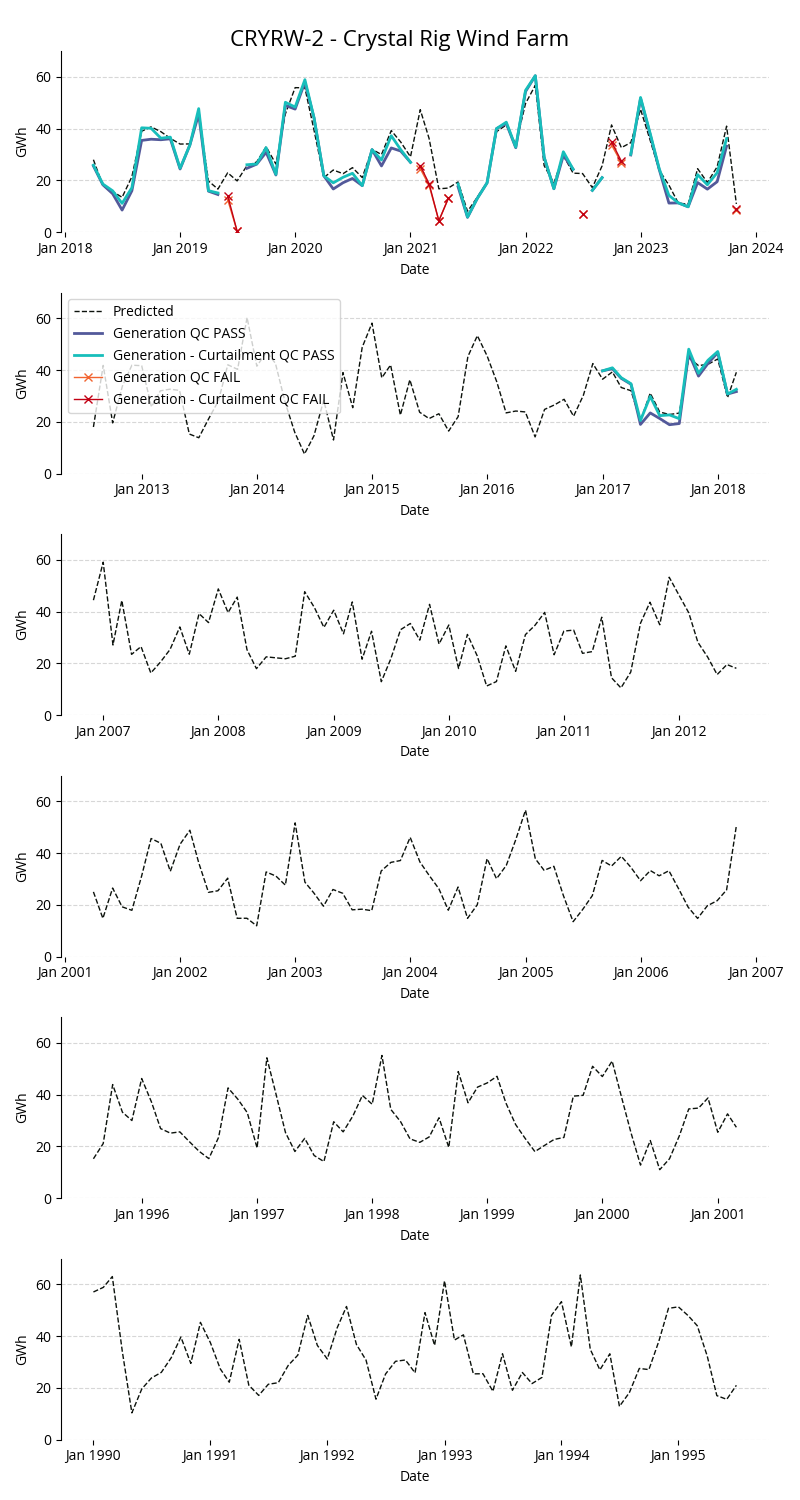 CRYRW-2 - Crystal Rig Wind Farm
60
40
20
0
GWh
Jan 2018 Jan 2019 Jan 2020 Jan 2021 Jan 2022 Jan 2023 Jan 2024
Date
Predicted
Generation QC PASS
Generation - Curtailment QC PASS
Generation QC FAIL
Generation - Curtailment QC FAIL
60
40
20
0
GWh
Jan 2013 Jan 2014 Jan 2015 Jan 2016 Jan 2017 Jan 2018
Date
60
40
20
0
GWh
Jan 2007 Jan 2008 Jan 2009 Jan 2010 Jan 2011 Jan 2012
Date
60
40
20
0
GWh
Jan 2001 Jan 2002 Jan 2003 Jan 2004 Jan 2005 Jan 2006 Jan 2007
Date
60
40
20
0
GWh
Jan 1996 Jan 1997 Jan 1998 Jan 1999 Jan 2000 Jan 2001
Date
60
40
20
0
GWh
Jan 1990 Jan 1991 Jan 1992 Jan 1993 Jan 1994 Jan 1995
Date